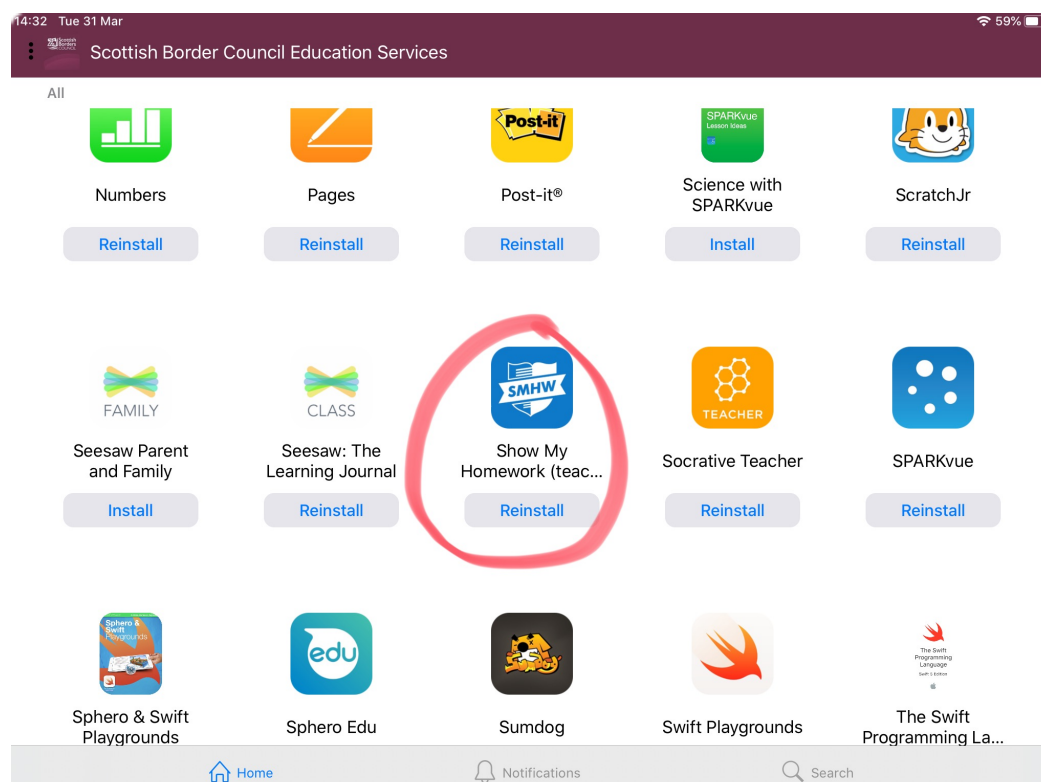 14:32 Tue 31 Mar 59%
Scottish Border Council Education Services
All
Post-it
SPARKvue
Lesson Ideas
Numbers
Pages
Post-it®
Science with
SPARKvue
ScratchJr
Reinstall
Reinstall
Reinstall
Install
Reinstall
FAMILY
CLASS
SMHW
TEACHER
Seesaw Parent
and Family
Seesaw: The
Learning Journal
Show My
Homework (teac...
Socrative Teacher
SPARKvue
Install
Reinstall
Reinstall
Reinstall
Reinstall
Sphero &
Swift
Playgrounds
edu
Sumdog
The Swift
Programming
Language
Swift 5 Edition
Sphero & Swift
Playgrounds
Sphero Edu
Sumdog
Swift Playgrounds
The Swift
Programming La...
Home
Notifications
Search